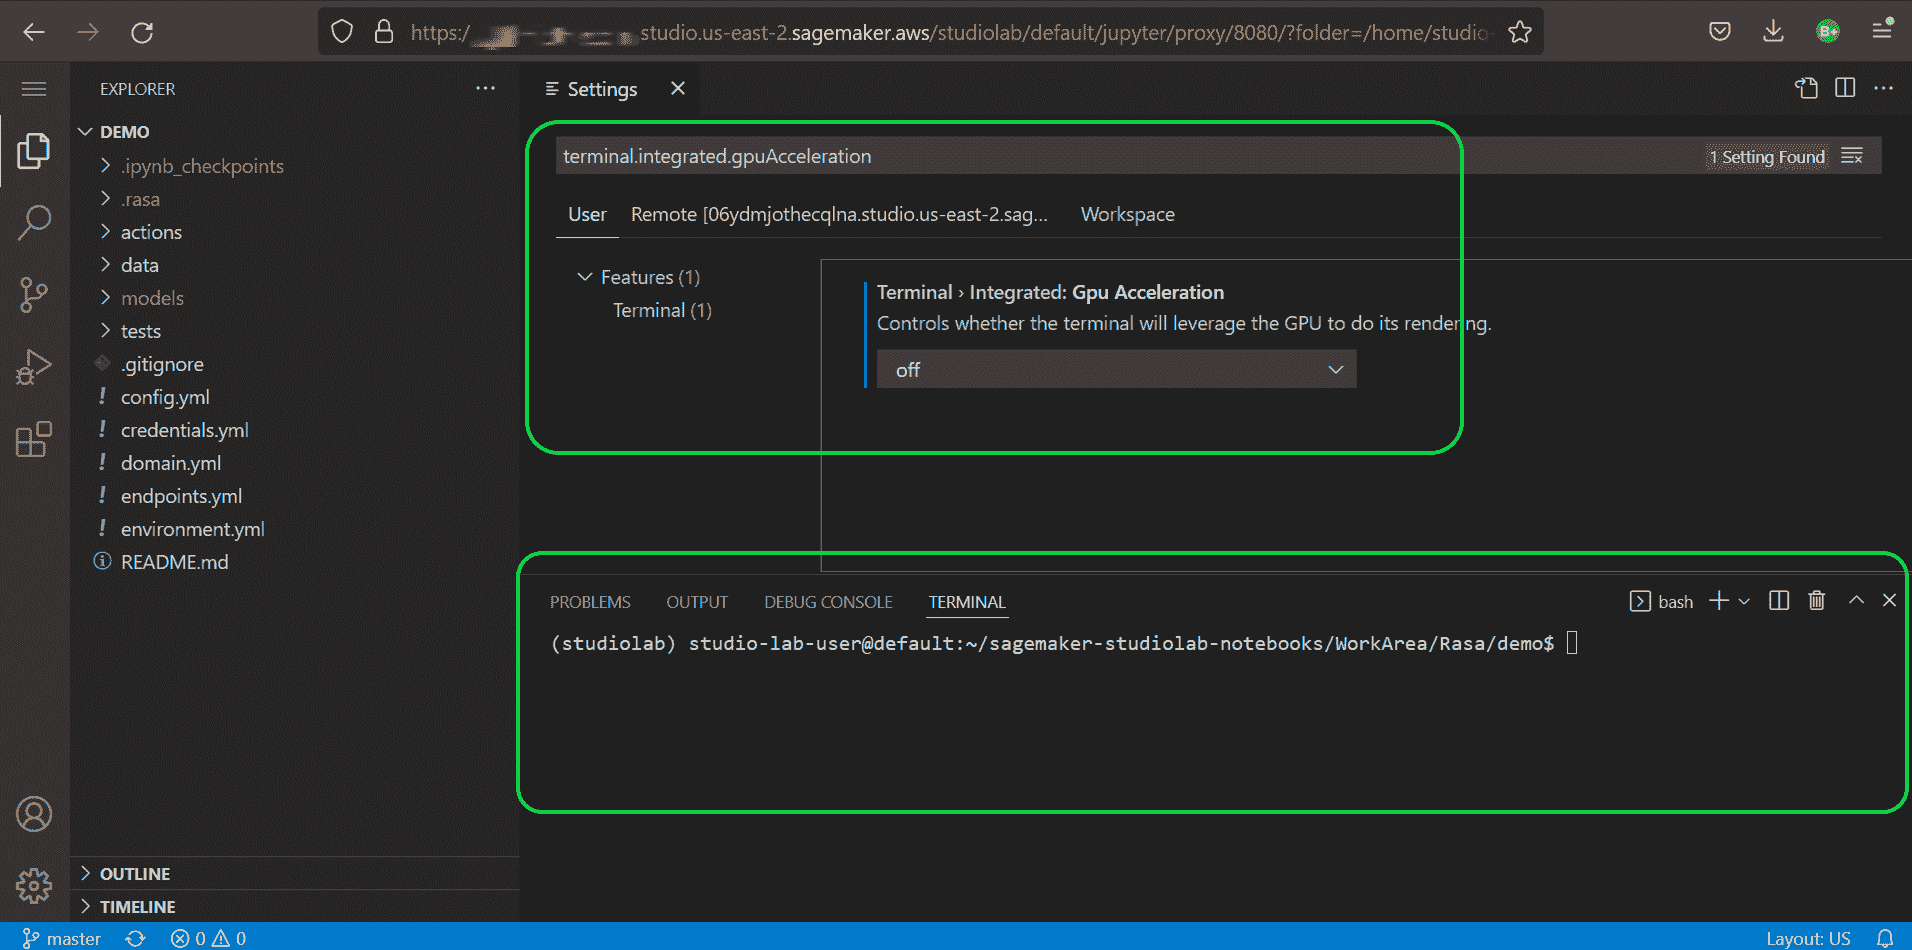 https:/ studio.us-east-2.sagemaker.aws/studiolab/default/jupyter/proxy/8080/?folder=/home/studio-
B+
EXPLORER
DEMO
.ipynb_checkpoints
.rasa
actions
data
models
tests
.gitignore
config.yml
credentials.yml
domain.yml
endpoints.yml
environment.yml
README.md
OUTLINE
TIMELINE
Settings
terminal.integrated.gpuAcceleration
1 Setting Found
User Remote [06ydmjothecqlna.studio.us-east-2.sag... Workspace
Features (1)
Terminal (1)
Terminal › Integrated: Gpu Acceleration
Controls whether the terminal will leverage the GPU to do its rendering.
off
PROBLEMS OUTPUT DEBUG CONSOLE TERMINAL bash
(studiolab) studio-lab-user@default:~/sagemaker-studiolab-notebooks/WorkArea/Rasa/demo$
master 0 0 Layout: US